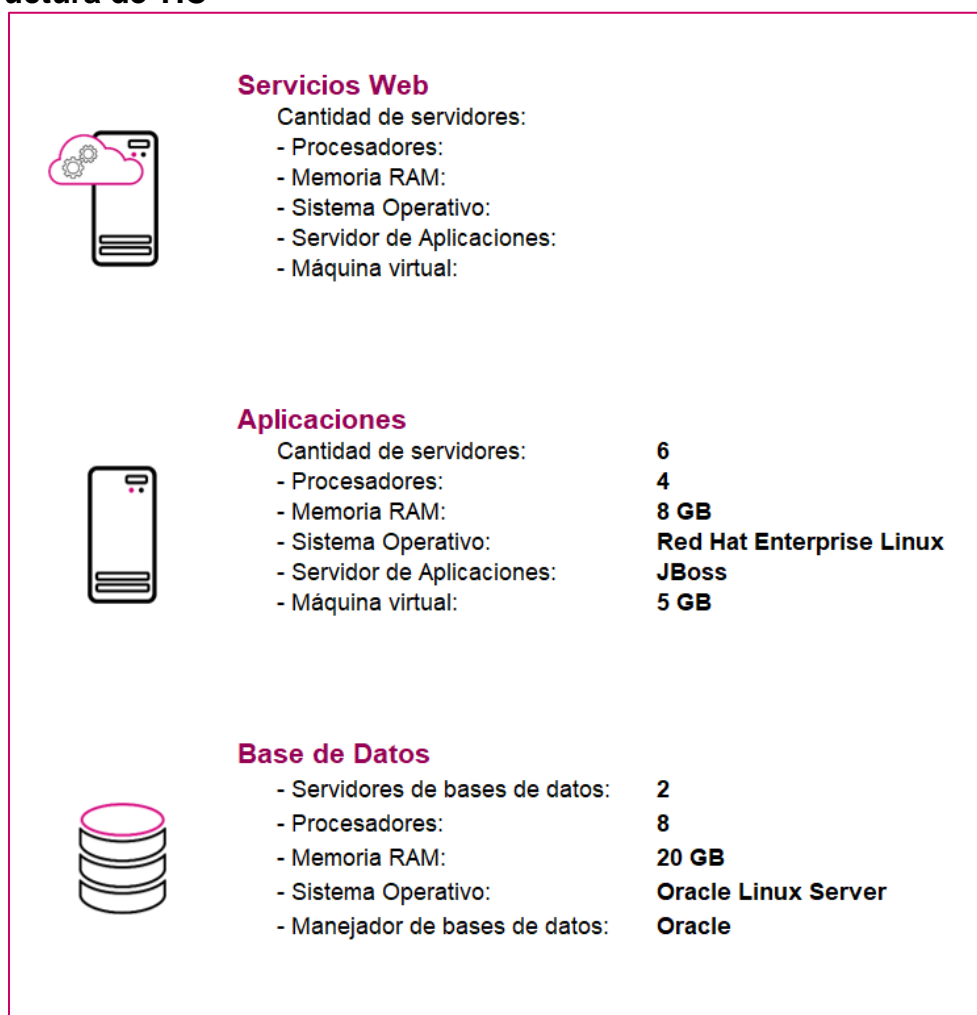 Servicios Web
Cantidad de servidores:
- Procesadores:
- Memoria RAM:
- Sistema Operativo:
- Servidor de Aplicaciones:
- Máquina virtual:
Aplicaciones
Cantidad de servidores: 6
- Procesadores: 4
- Memoria RAM: 8 GB
- Sistema Operativo: Red Hat Enterprise Linux
- Servidor de Aplicaciones: JBoss
- Máquina virtual: 5 GB
Base de Datos
- Servidores de bases de datos: 2
- Procesadores: 8
- Memoria RAM: 20 GB
- Sistema Operativo: Oracle Linux Server
- Manejador de bases de datos: Oracle